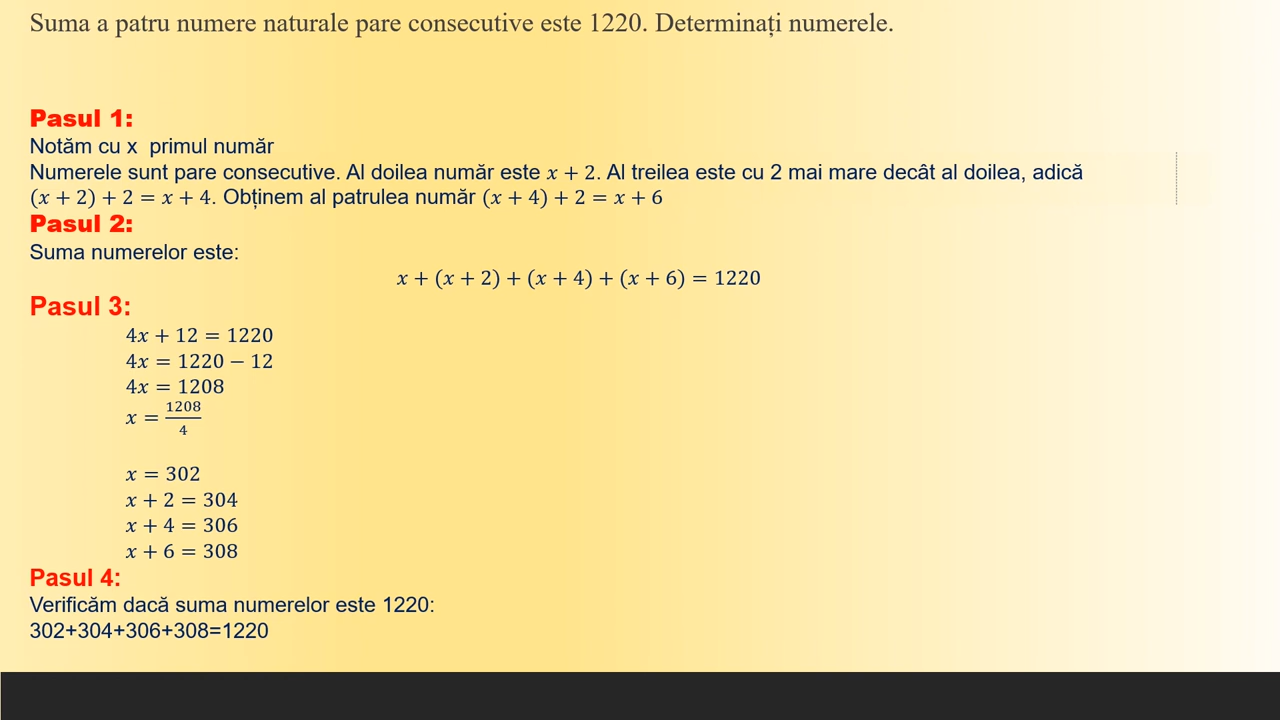 Suma a patru numere naturale pare consecutive este 1220. Determinați numerele.
Pasul 1:
Notăm cu x primul număr
Numerele sunt pare consecutive. Al doilea număr este 𝑥 + 2. Al treilea este cu 2 mai mare decât al doilea, adică
(𝑥 + 2) + 2 = 𝑥 + 4. Obținem al patrulea număr (𝑥 + 4) + 2 = 𝑥 + 6
Pasul 2:
Suma numerelor este:
𝑥 + (𝑥 + 2) + (𝑥 + 4) + (𝑥 + 6) = 1220
Pasul 3:
4𝑥 + 12 = 1220
4𝑥 = 1220 − 12
4𝑥 = 1208
𝑥 = 1208/4
𝑥 = 302
𝑥 + 2 = 304
𝑥 + 4 = 306
𝑥 + 6 = 308
Pasul 4:
Verificăm dacă suma numerelor este 1220:
302+304+306+308=1220